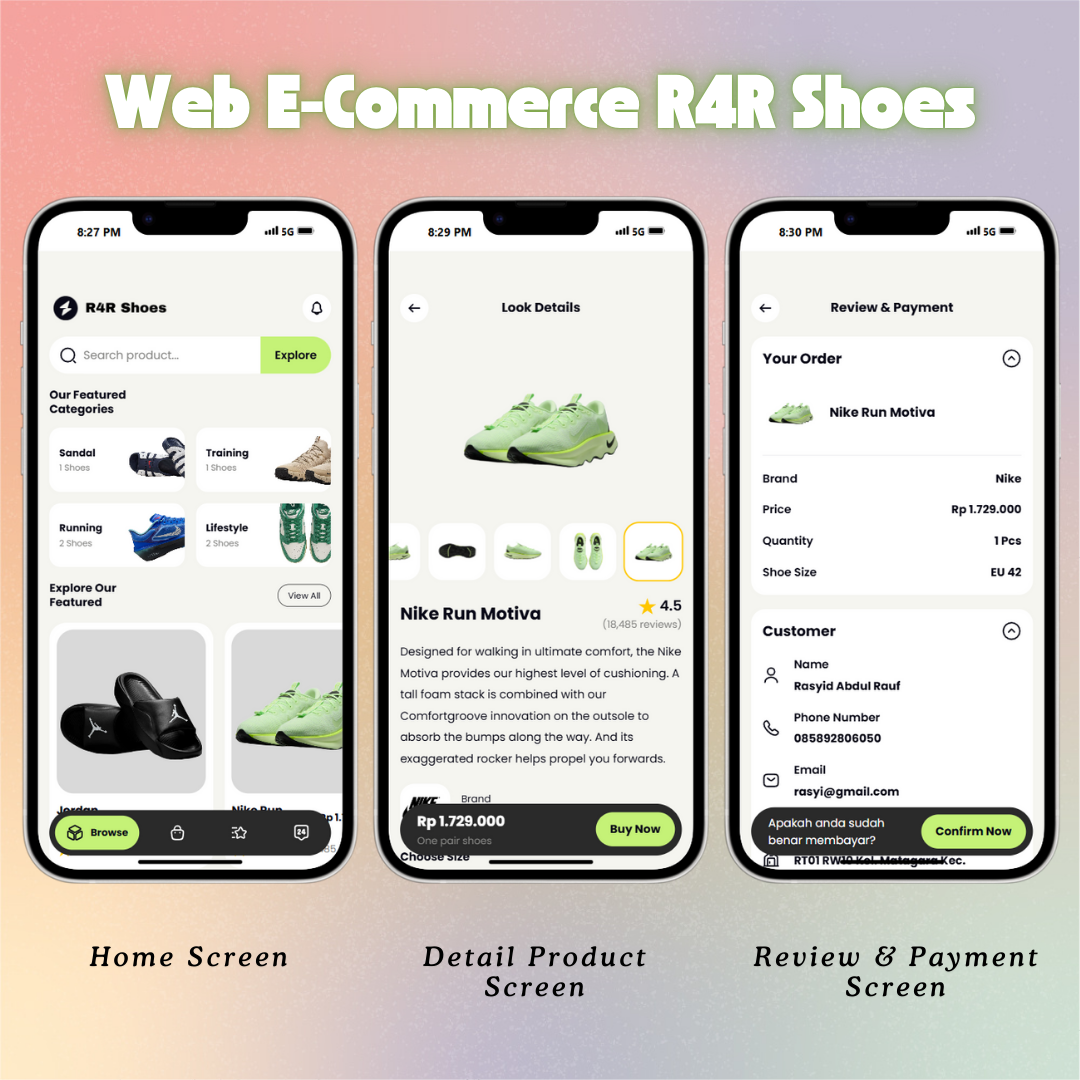 Web E-Commerce R4R Shoes
8:27 PM
5G
R4R Shoes
Search product...
Explore
Our Featured
Categories
Sandal
1 Shoes
Training
1 Shoes
Running
2 Shoes
Lifestyle
2 Shoes
Explore Our
Featured
View All
Jordan
Nike Run
Browse
24
8:29 PM
5G
Look Details
Nike Run Motiva
4.5
(18,485 reviews)
Designed for walking in ultimate comfort, the Nike
Motiva provides our highest level of cushioning. A
tall foam stack is combined with our
Comfortgroove innovation on the outsole to
absorb the bumps along the way. And its
exaggerated rocker helps propel you forwards.
NIKE
Brand
Rp 1.729.000
One pair shoes
Buy Now
Choose Size
8:30 PM
5G
Review & Payment
Your Order
Nike Run Motiva
Brand
Nike
Price
Rp 1.729.000
Quantity
1 Pcs
Shoe Size
EU 42
Customer
Name
Rasyid Abdul Rauf
Phone Number
085892806050
Email
rasyi@gmail.com
Apakah anda sudah
benar membayar?
Confirm Now
RT01 RW10 Kel. Matagara Kec.
Home Screen
Detail Product
Screen
Review & Payment
Screen